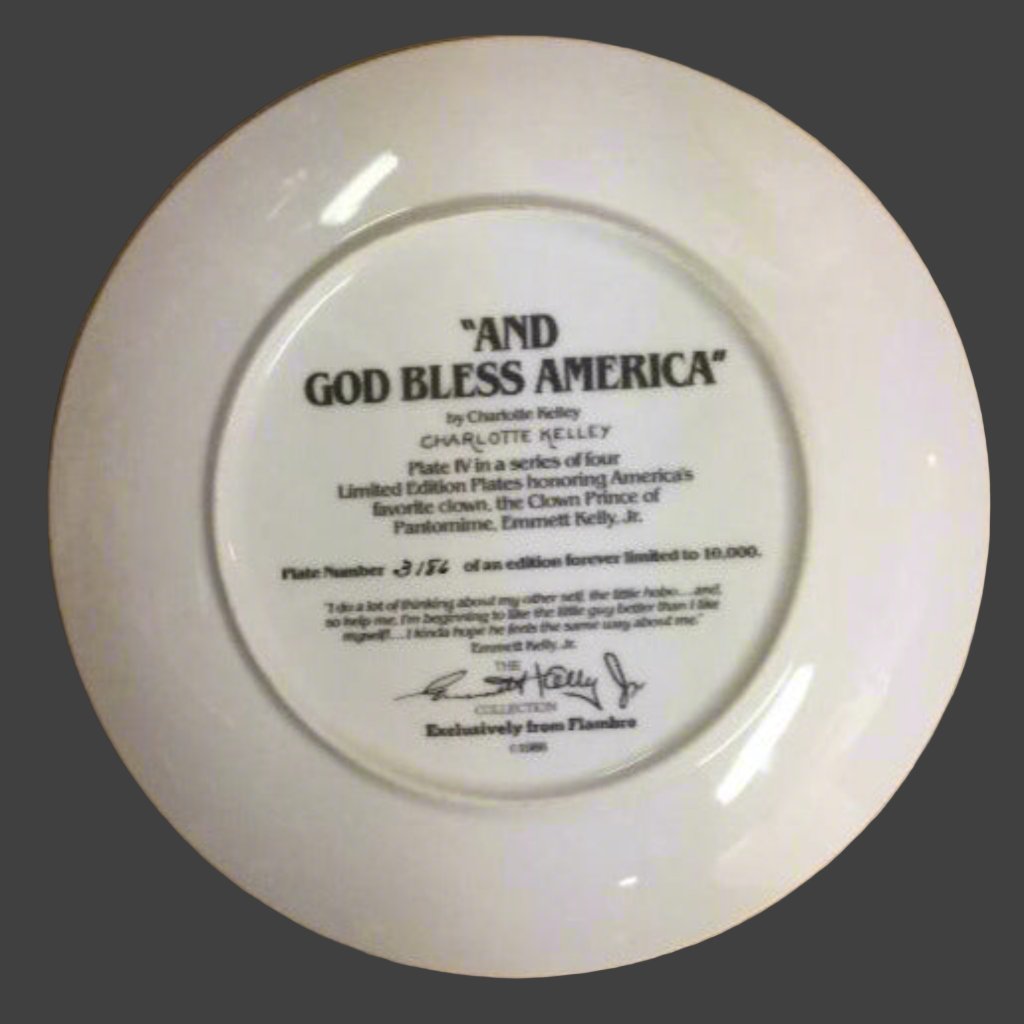 "AND
GOD BLESS AMERICA"
by Charlotte Kelley
CHARLOTTE KELLEY
Plate IV in a series of four
Limited Edition Plates honoring America's
favorite clown, the Clown Prince of
Pantomime, Emmett Kelly, Jr.
Plate Number 3186 of an edition forever limited to 10,000.
"I do a lot of thinking about my other self, the little hobo....and,
so help me, I'm beginning to like the little guy better than I like
myself!....I kinda hope he feels the same way about me."
Emmett Kelly, Jr.
THE
Emmett Kelly Jr
COLLECTION
Exclusively from Flambro
©1986